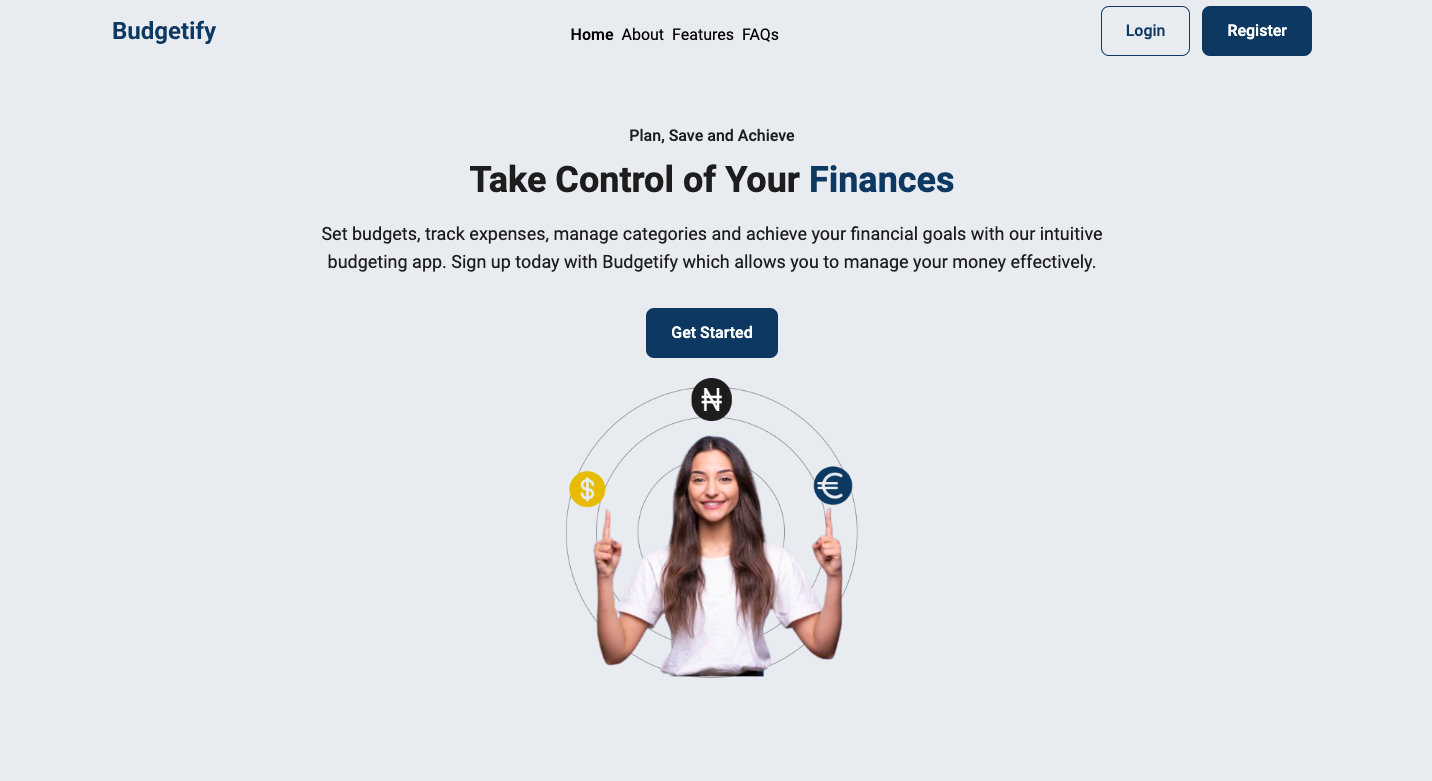 Budgetify
Home About Features FAQs
Login
Register
Plan, Save and Achieve
Take Control of Your Finances
Set budgets, track expenses, manage categories and achieve your financial goals with our intuitive
budgeting app. Sign up today with Budgetify which allows you to manage your money effectively.
Get Started
₦
$
€